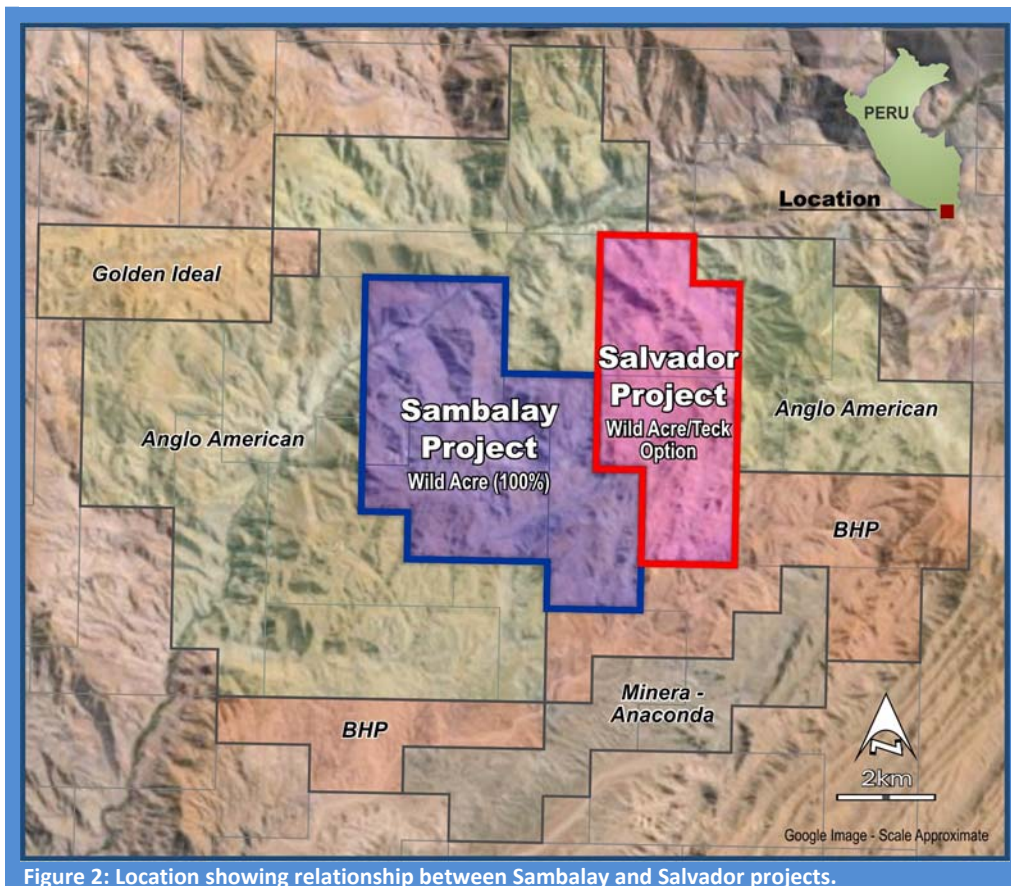 PERU
Location
Golden Ideal
Salvador
Project
Wild Acre/Teck
Option
Sambalay
Project
Wild Acre (100%)
Anglo American
Anglo American
BHP
Minera -
Anaconda
BHP
N
2km
Google Image - Scale Approximate
Figure 2: Location showing relationship between Sambalay and Salvador projects.